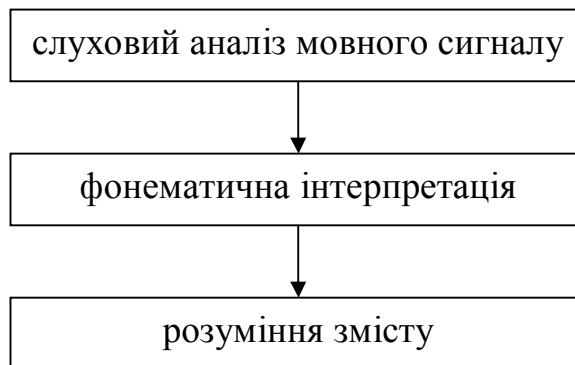 слуховий аналіз мовного сигналу
фонематична інтерпретація
розуміння змісту